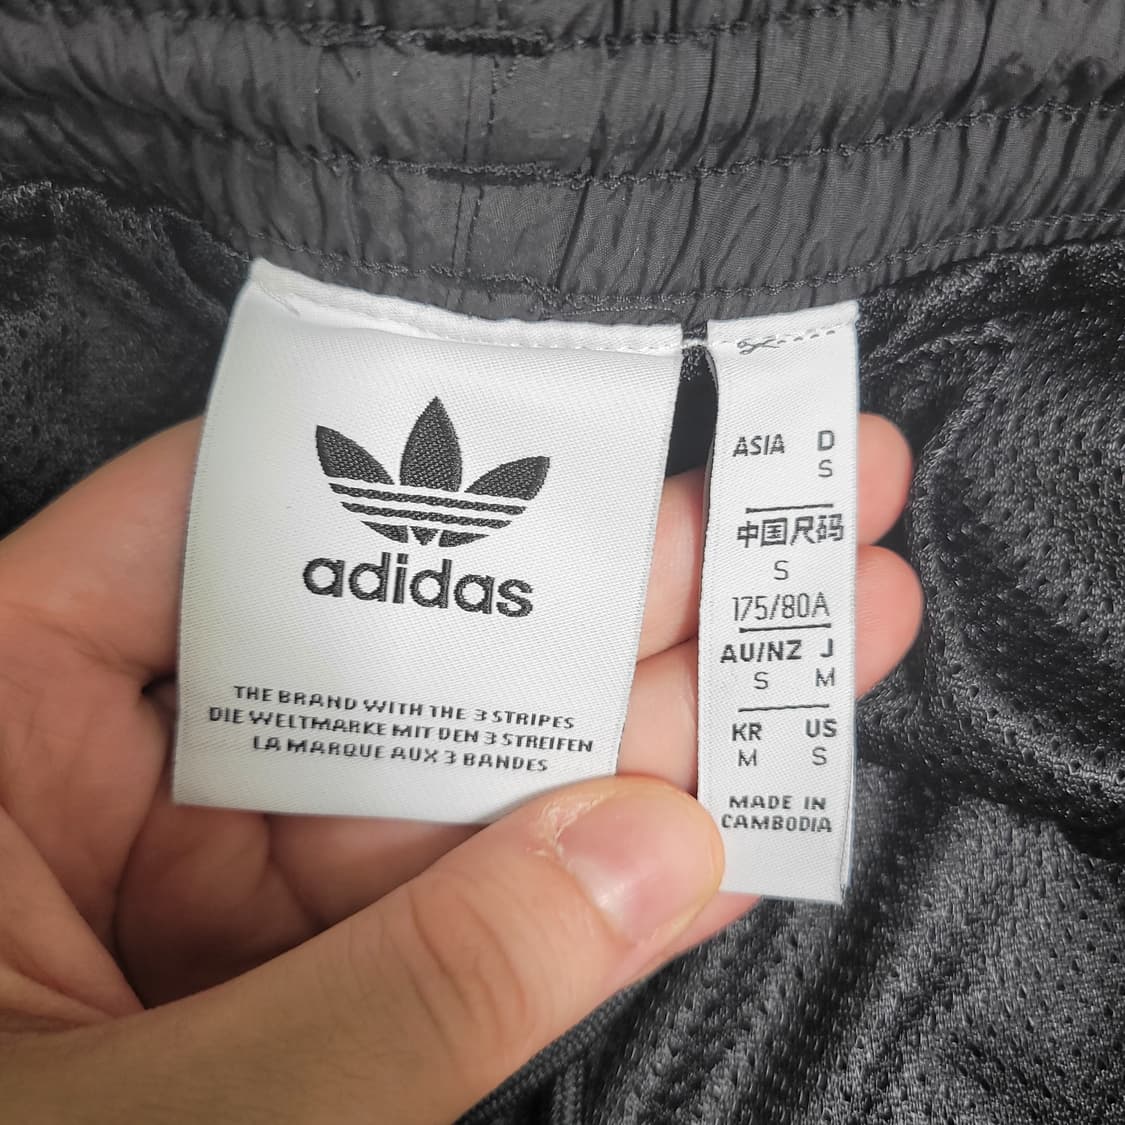 adidas
THE BRAND WITH THE 3 STRIPES
DIE WELTMARKE MIT DEN 3 STREIFEN
LA MARQUE AUX 3 BANDES
ASIA D
S
中国尺码
S
175/80A
AU/NZ J
S M
KR US
M S
MADE IN
CAMBODIA